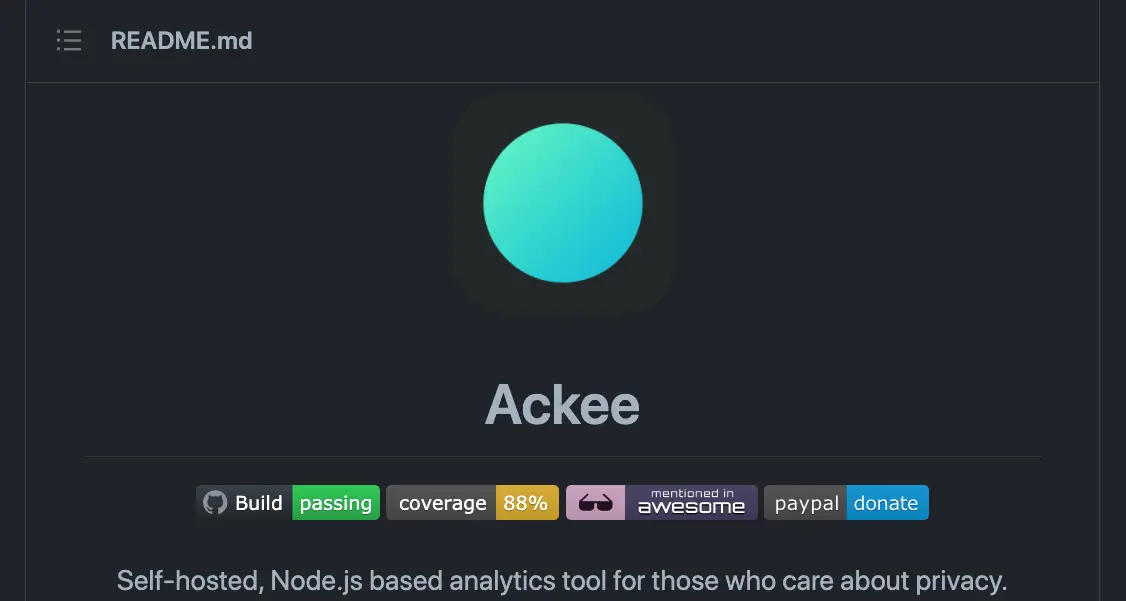 README.md
Ackee
Build passing coverage 88% mentioned in awesome paypal donate
Self-hosted, Node.js based analytics tool for those who care about privacy.